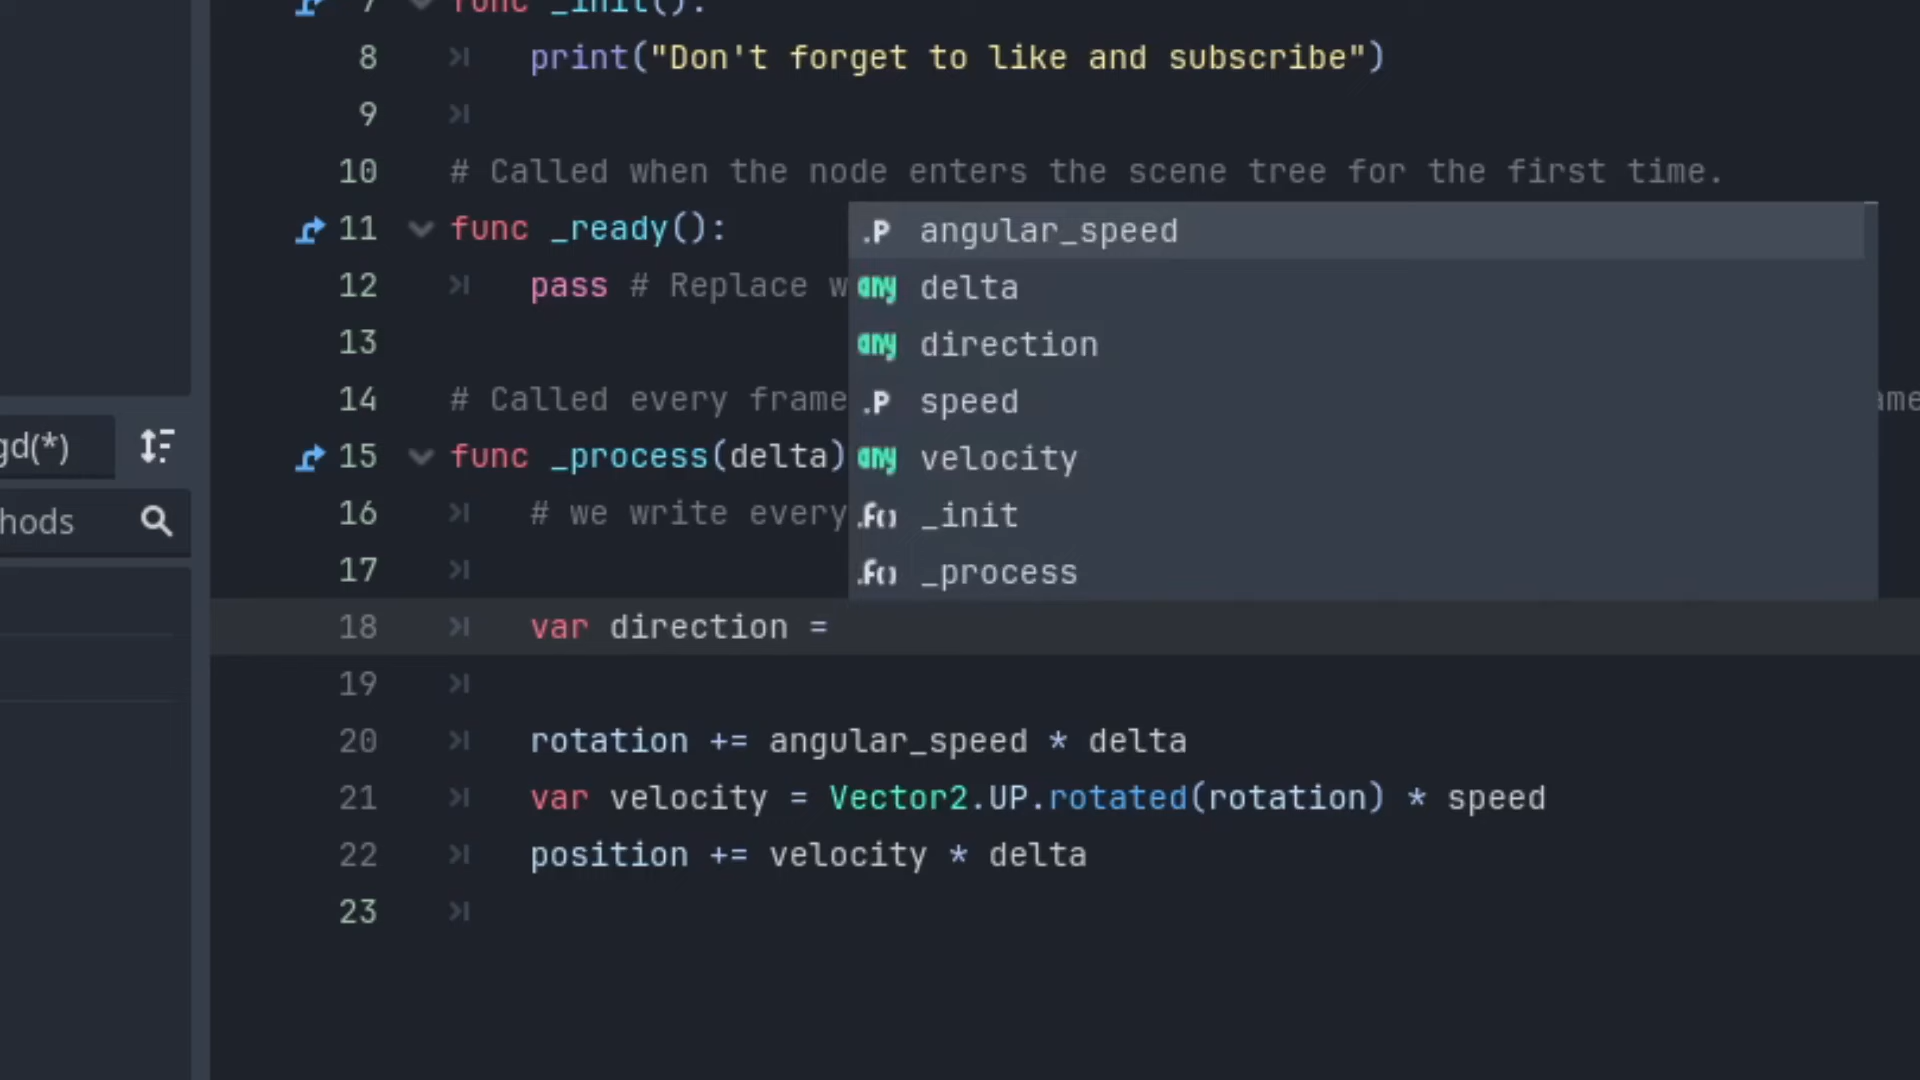 7 func _init():
8 print("Don't forget to like and subscribe")
9
10 # Called when the node enters the scene tree for the first time.
11 func _ready():
12 pass # Replace w
13
14 # Called every frame
ame
15 func _process(delta)
16 # we write every
17
18 var direction =
19
20 rotation += angular_speed * delta
21 var velocity = Vector2.UP.rotated(rotation) * speed
22 position += velocity * delta
23
.P angular_speed
any delta
any direction
.P speed
any velocity
.f() _init
.f() _process
gd(*)
hods